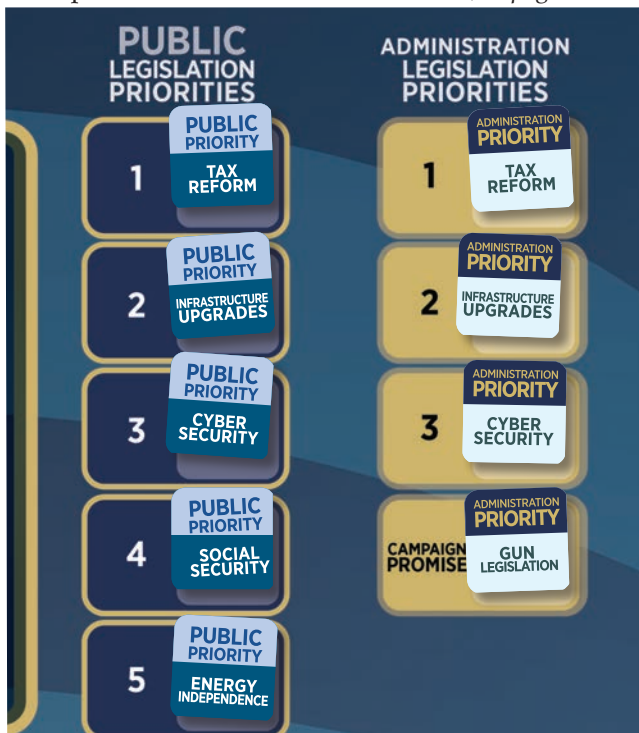 PUBLIC
LEGISLATION
PRIORITIES
1
PUBLIC
PRIORITY
TAX
REFORM
2
PUBLIC
PRIORITY
INFRASTRUCTURE
UPGRADES
3
PUBLIC
PRIORITY
CYBER
SECURITY
4
PUBLIC
PRIORITY
SOCIAL
SECURITY
5
PUBLIC
PRIORITY
ENERGY
INDEPENDENCE
ADMINISTRATION
LEGISLATION
PRIORITIES
1
ADMINISTRATION
PRIORITY
TAX
REFORM
2
ADMINISTRATION
PRIORITY
INFRASTRUCTURE
UPGRADES
3
ADMINISTRATION
PRIORITY
CYBER
SECURITY
CAMPAIGN
PROMISE
ADMINISTRATION
PRIORITY
GUN
LEGISLATION